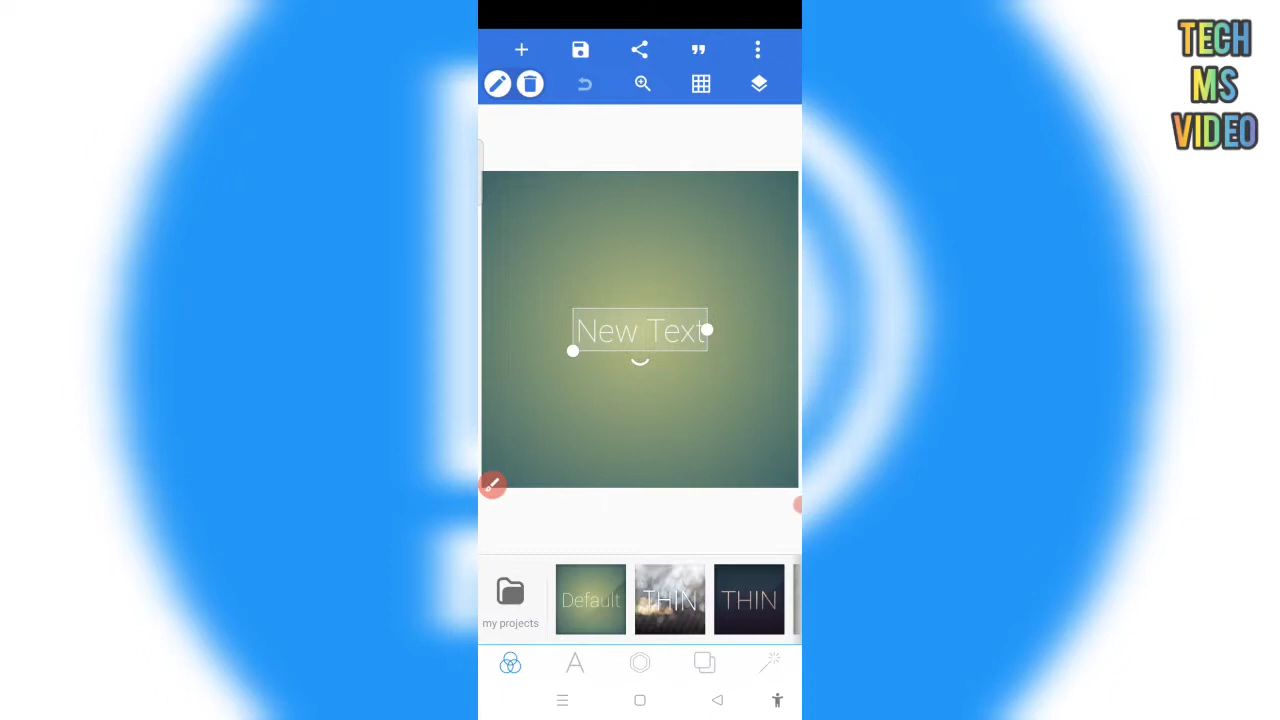 TECH
MS
VIDEO
New Text
my projects
Default
THIN
THIN